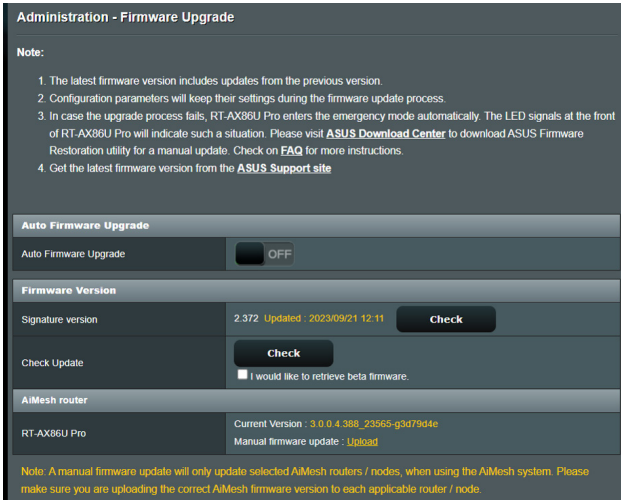 Administration - Firmware Upgrade
Note:
1. The latest firmware version includes updates from the previous version.
2. Configuration parameters will keep their settings during the firmware update process.
3. In case the upgrade process fails, RT-AX86U Pro enters the emergency mode automatically. The LED signals at the front
of RT-AX86U Pro will indicate such a situation. Please visit ASUS Download Center to download ASUS Firmware
Restoration utility for a manual update. Check on FAQ for more instructions.
4. Get the latest firmware version from the ASUS Support site
Auto Firmware Upgrade
Auto Firmware Upgrade OFF
Firmware Version
Signature version 2.372 Updated : 2023/09/21 12:11 Check
Check Update Check
I would like to retrieve beta firmware.
AiMesh router
RT-AX86U Pro Current Version : 3.0.0.4.388_23565-g3d79d4e
Manual firmware update : Upload
Note: A manual firmware update will only update selected AiMesh routers / nodes, when using the AiMesh system. Please
make sure you are uploading the correct AiMesh firmware version to each applicable router / node.